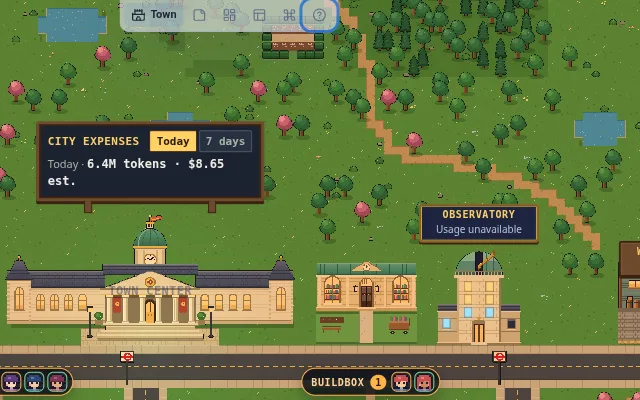 Town
CITY EXPENSES Today 7 days
Today · 6.4M tokens · $8.65
est.
OBSERVATORY
Usage unavailable
TOWN CENTER
BUILDBOX 1